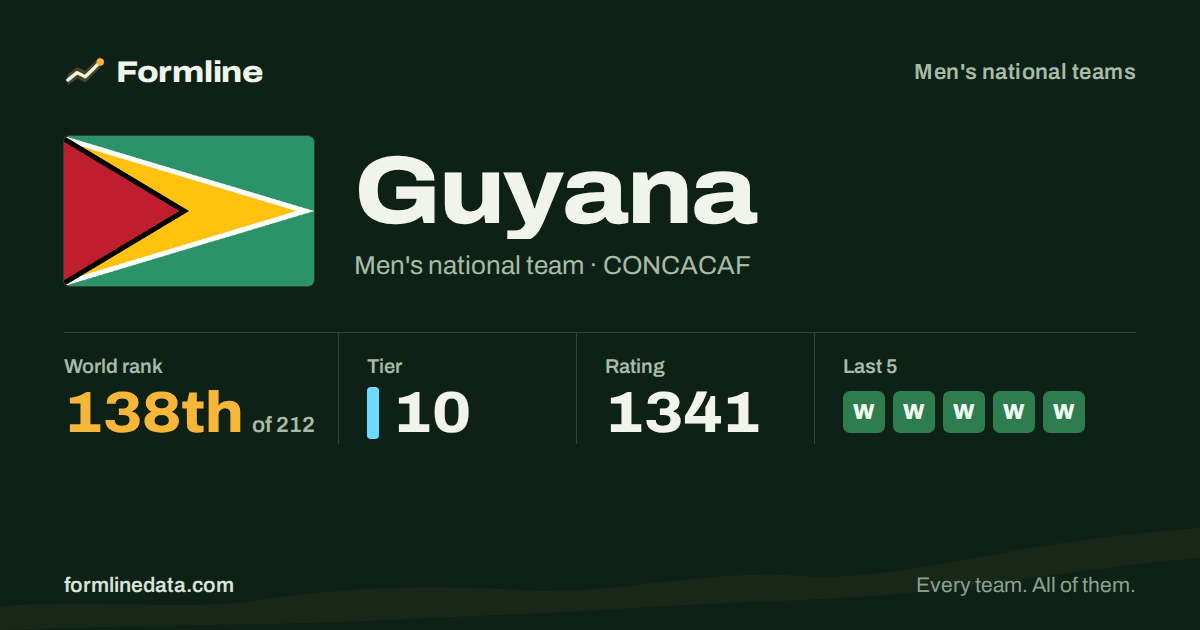 Formline
Men's national teams
Guyana
Men's national team · CONCACAF
World rank
138th of 212
Tier
10
Rating
1341
Last 5
W W W W W
formlinedata.com
Every team. All of them.